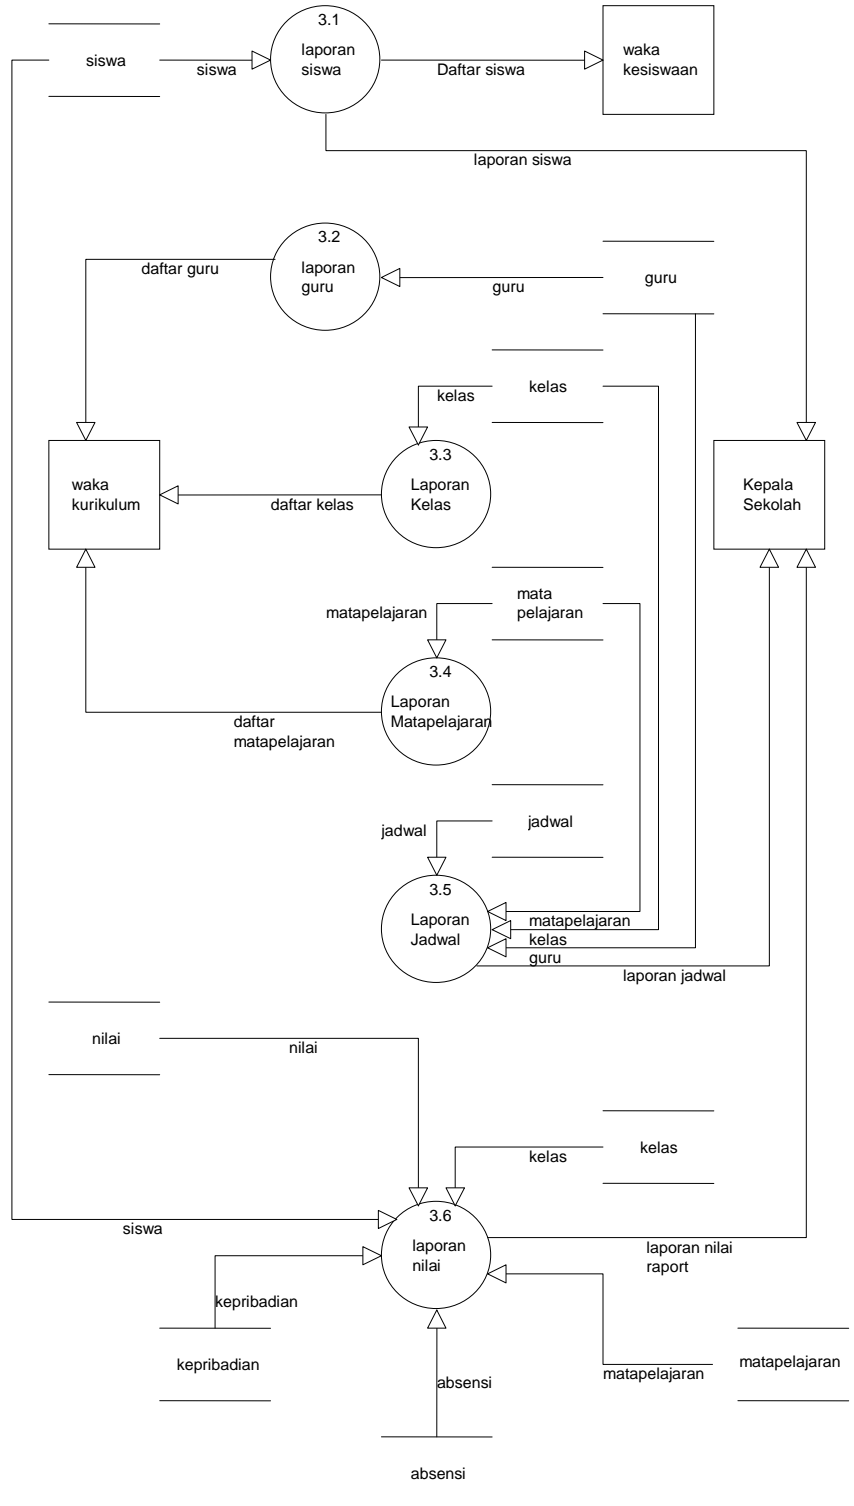 3.1
laporan
siswa
siswa
siswa
Daftar siswa
waka
kesiswaan
laporan siswa
3.2
laporan
guru
daftar guru
guru
guru
kelas
kelas
3.3
Laporan
Kelas
waka
kurikulum
daftar kelas
Kepala
Sekolah
mata
pelajaran
matapelajaran
3.4
Laporan
Matapelajaran
daftar
matapelajaran
jadwal
jadwal
3.5
Laporan
Jadwal
matapelajaran
kelas
guru
laporan jadwal
nilai
nilai
kelas
kelas
siswa
3.6
laporan
nilai
laporan nilai
raport
kepribadian
kepribadian
matapelajaran
matapelajaran
absensi
absensi